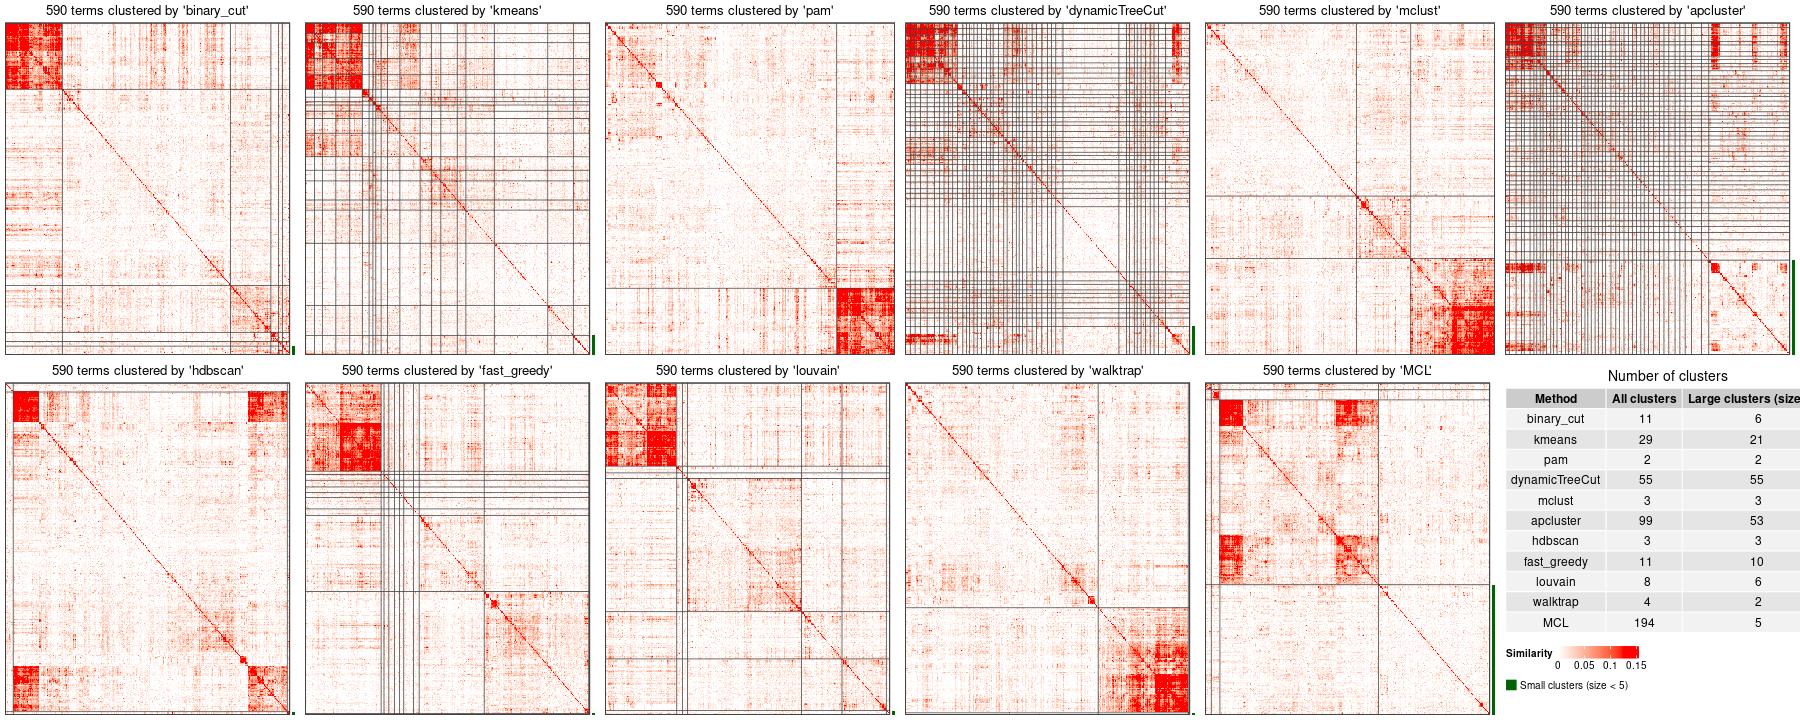 590 terms clustered by 'binary_cut'
590 terms clustered by 'kmeans'
590 terms clustered by 'pam'
590 terms clustered by 'dynamicTreeCut'
590 terms clustered by 'mclust'
590 terms clustered by 'apcluster'
590 terms clustered by 'hdbscan'
590 terms clustered by 'fast_greedy'
590 terms clustered by 'louvain'
590 terms clustered by 'walktrap'
590 terms clustered by 'MCL'
Number of clusters
Method All clusters Large clusters (size
binary_cut 11 6
kmeans 29 21
pam 2 2
dynamicTreeCut 55 55
mclust 3 3
apcluster 99 53
hdbscan 3 3
fast_greedy 11 10
louvain 8 6
walktrap 4 2
MCL 194 5
Similarity
0 0.05 0.1 0.15
Small clusters (size < 5)